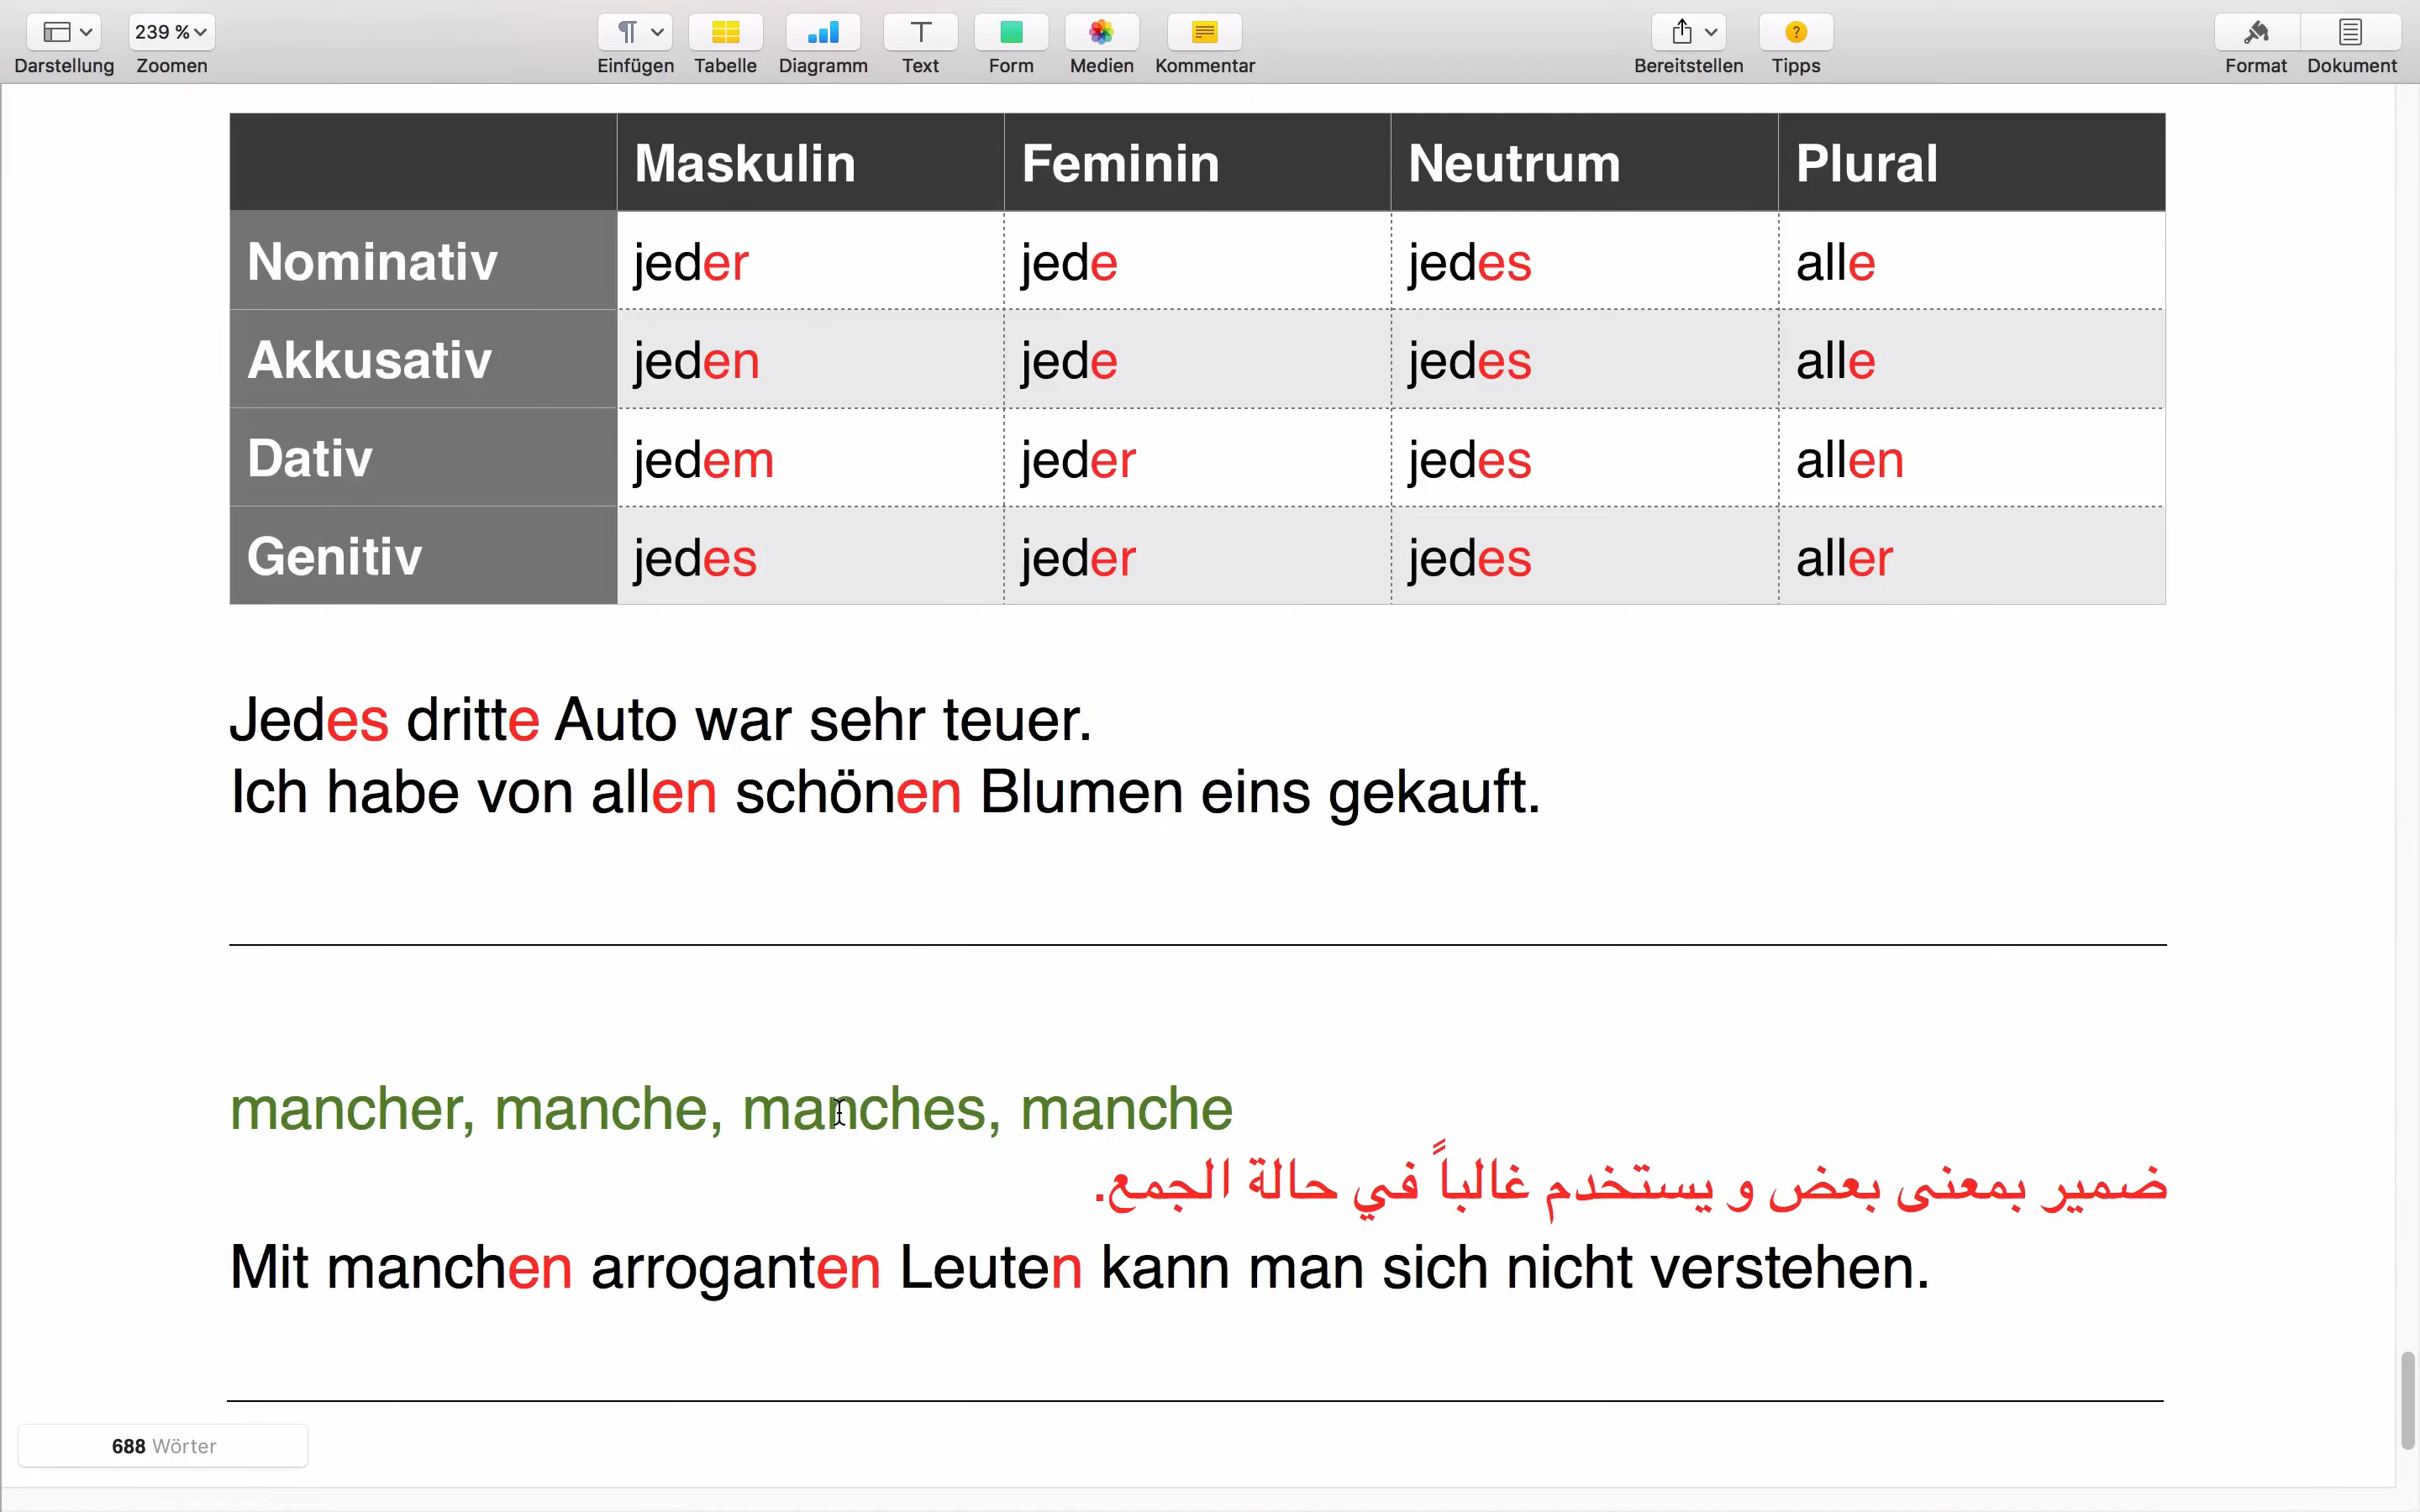 239 %
Darstellung Zoomen Einfügen Tabelle Diagramm Text Form Medien Kommentar Bereitstellen Tipps Format Dokument
Maskulin Feminin Neutrum Plural
Nominativ jeder jede jedes alle
Akkusativ jeden jede jedes alle
Dativ jedem jeder jedes allen
Genitiv jedes jeder jedes aller
Jedes dritte Auto war sehr teuer.
Ich habe von allen schönen Blumen eins gekauft.
mancher, manche, manches, manche
ضمير بمعنى بعض و يستخدم غالباً في حالة الجمع.
Mit manchen arroganten Leuten kann man sich nicht verstehen.
688 Wörter